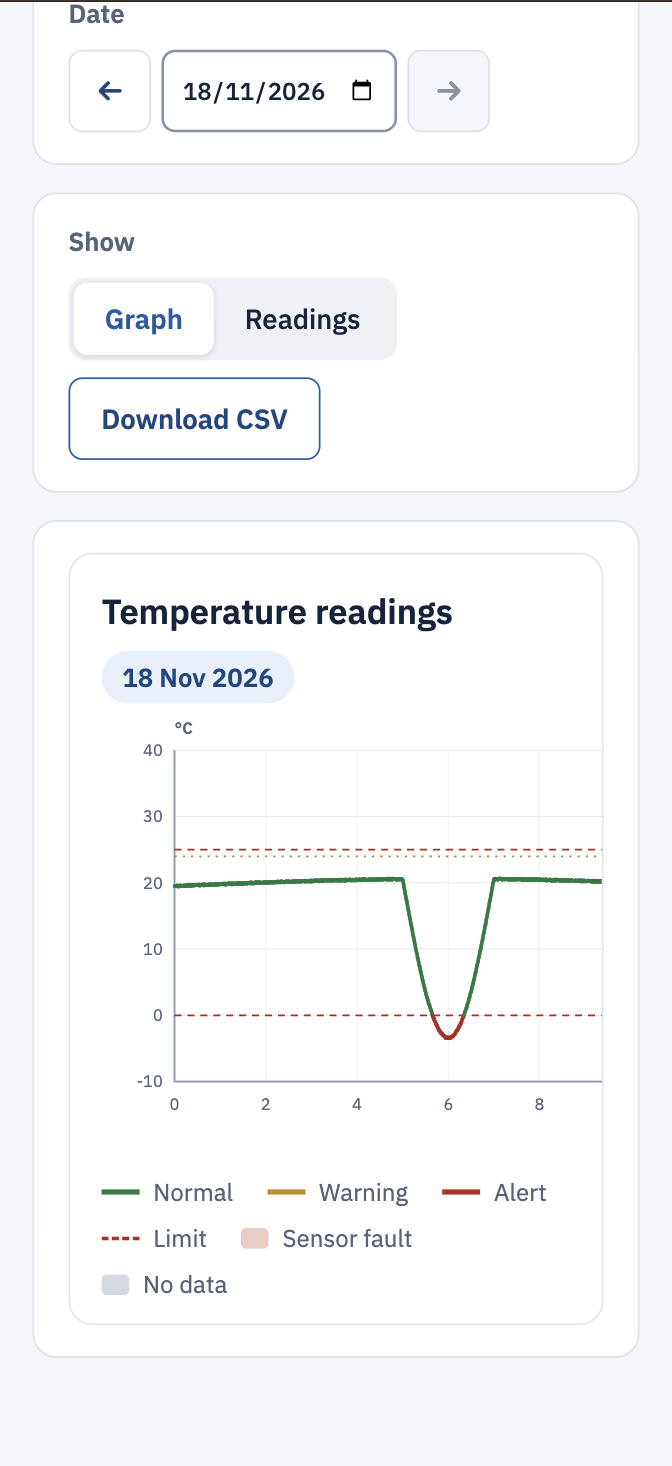 Date
18/11/2026
Show
Graph Readings
Download CSV
Temperature readings
18 Nov 2026
°C
40
30
20
10
0
-10
0 2 4 6 8
Normal Warning Alert
Limit Sensor fault
No data